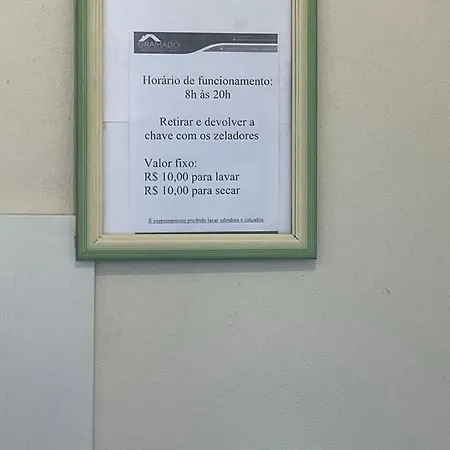 GRAMADO
Horário de funcionamento:
8h às 20h
Retirar e devolver a
chave com os zeladores
Valor fixo:
R$ 10,00 para lavar
R$ 10,00 para secar
É expressamente proibido lavar edredom e calçados